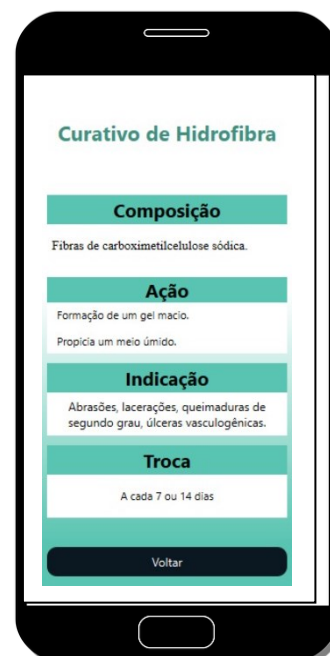 Curativo de Hidrofibra
Composição
Fibras de carboximetilcelulose sódica.
Ação
Formação de um gel macio.
Propicia um meio úmido.
Indicação
Abrasões, lacerações, queimaduras de
segundo grau, úlceras vasculogênicas.
Troca
A cada 7 ou 14 dias
Voltar